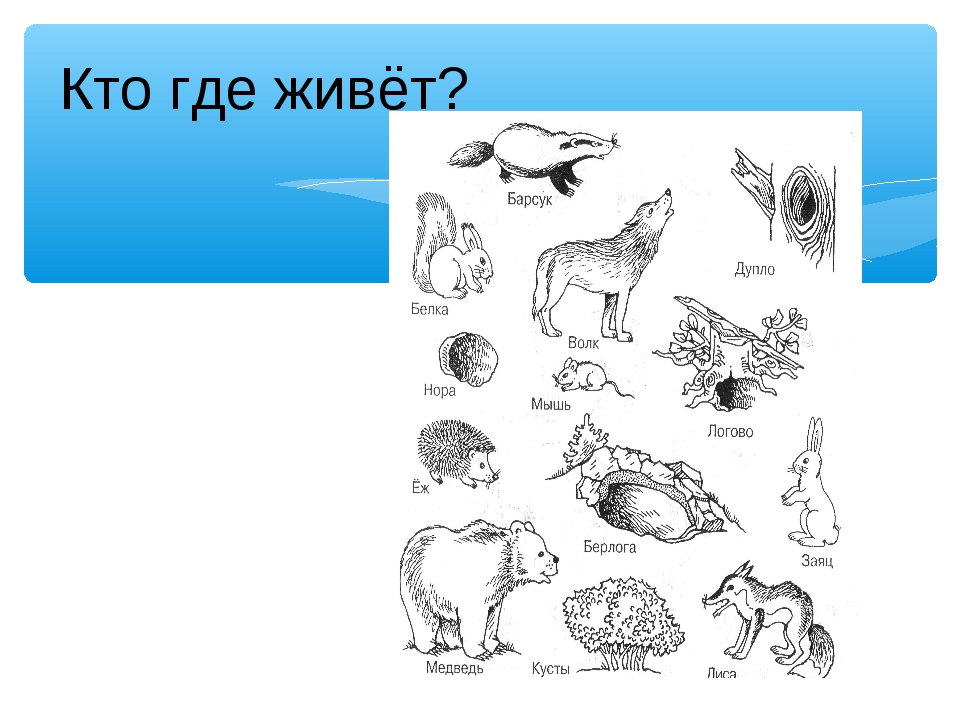 Кто где живёт?
Барсук
Дупло
Белка
Волк
Нора
Мышь
Логово
Ёж
Берлога
Заяц
Медведь
Кусты
Лиса